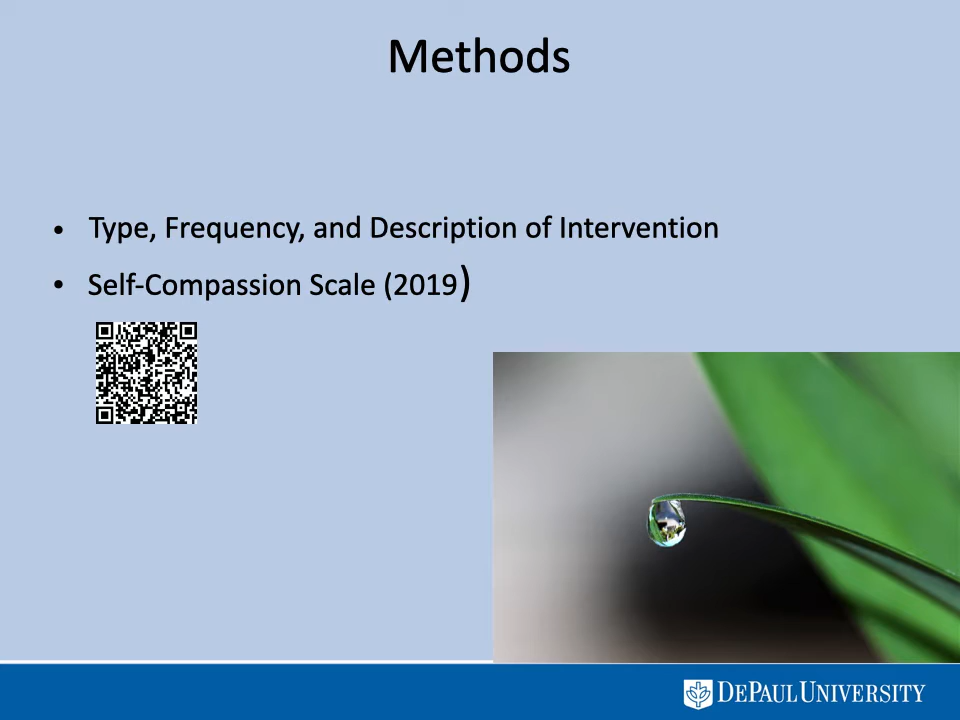 Methods
• Type, Frequency, and Description of Intervention
• Self-Compassion Scale (2019)
DEPAUL UNIVERSITY